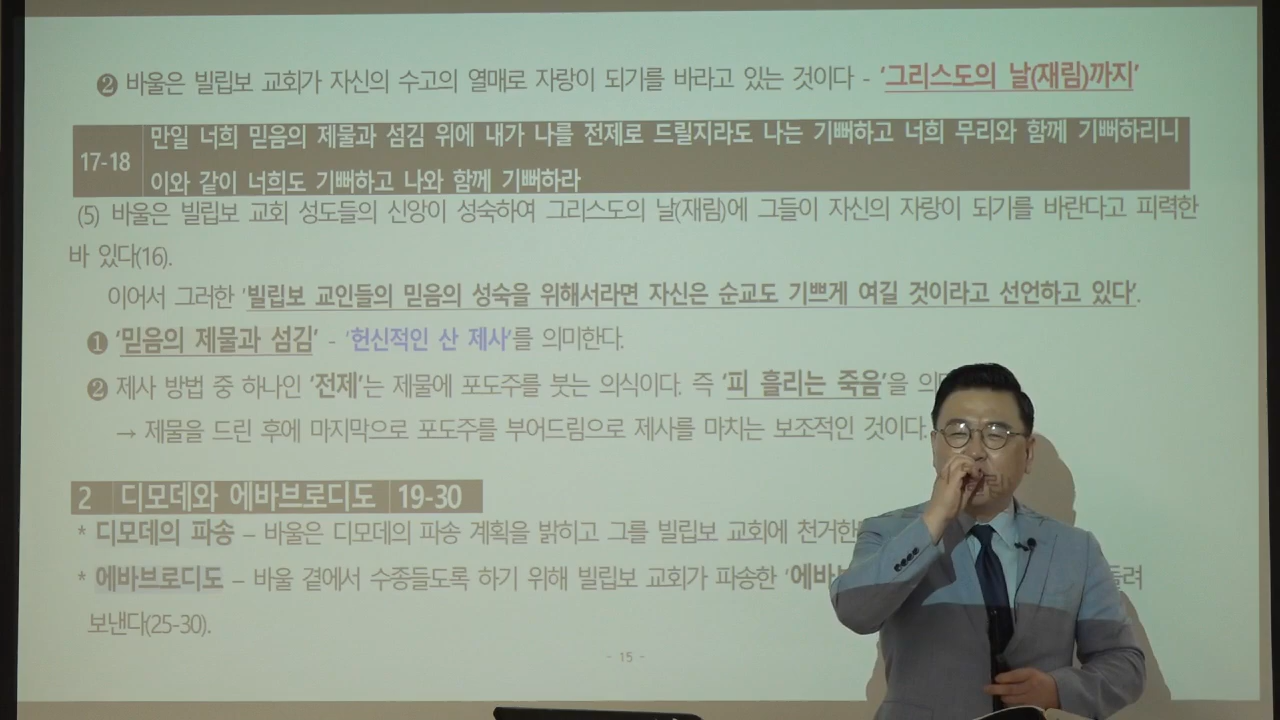 ❷ 바울은 빌립보 교회가 자신의 수고의 열매로 자랑이 되기를 바라고 있는 것이다 - '그리스도의 날(재림)까지'
17-18 만일 너희 믿음의 제물과 섬김 위에 내가 나를 전제로 드릴지라도 나는 기뻐하고 너희 무리와 함께 기뻐하리니
이와 같이 너희도 기뻐하고 나와 함께 기뻐하라
(5) 바울은 빌립보 교회 성도들의 신앙이 성숙하여 그리스도의 날(재림)에 그들이 자신의 자랑이 되기를 바란다고 피력한
바 있다(16).
이어서 그러한 '빌립보 교인들의 믿음의 성숙을 위해서라면 자신은 순교도 기쁘게 여길 것이라고 선언하고 있다'.
❶ '믿음의 제물과 섬김' - '헌신적인 산 제사'를 의미한다.
❷ 제사 방법 중 하나인 '전제'는 제물에 포도주를 붓는 의식이다. 즉 '피 흘리는 죽음'을
→ 제물을 드린 후에 마지막으로 포도주를 부어드림으로 제사를 마치는 보조적인 것이다.
2 디모데와 에바브로디도 19-30
* 디모데의 파송 – 바울은 디모데의 파송 계획을 밝히고 그를 빌립보 교회에 천거한
* 에바브로디도 – 바울 곁에서 수종들도록 하기 위해 빌립보 교회가 파송한
보낸다(25-30).
- 15 -